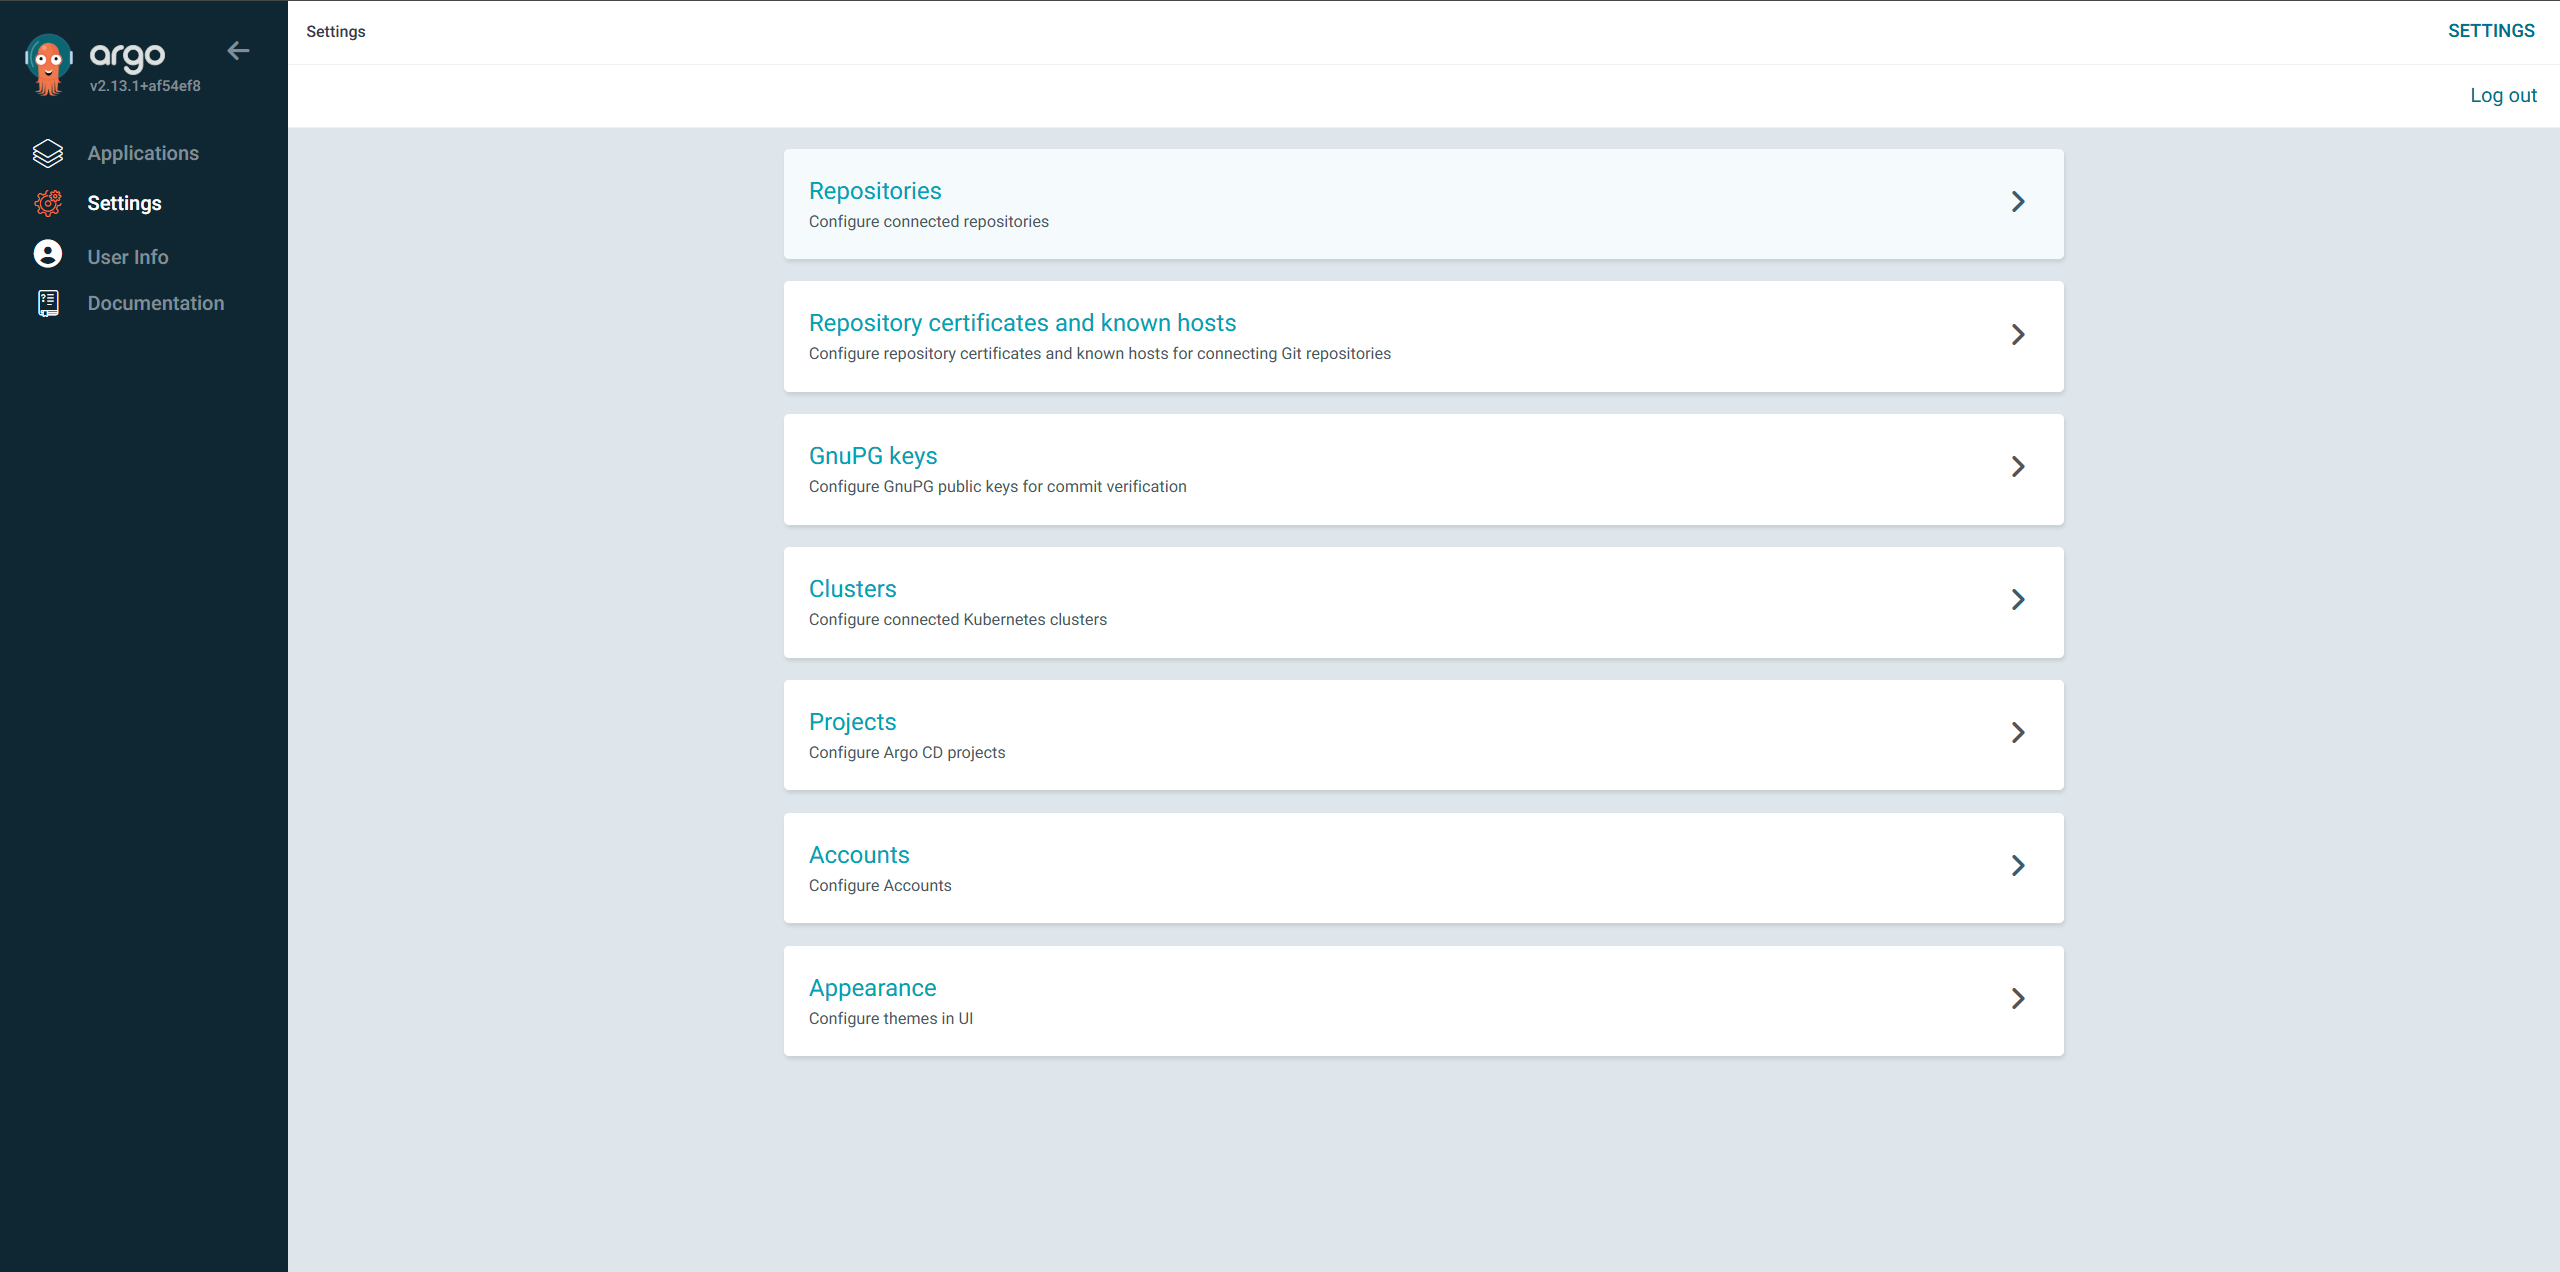 argo
v2.13.1+af54ef8
Applications
Settings
User Info
Documentation
Settings
SETTINGS
Log out
Repositories
Configure connected repositories
Repository certificates and known hosts
Configure repository certificates and known hosts for connecting Git repositories
GnuPG keys
Configure GnuPG public keys for commit verification
Clusters
Configure connected Kubernetes clusters
Projects
Configure Argo CD projects
Accounts
Configure Accounts
Appearance
Configure themes in UI